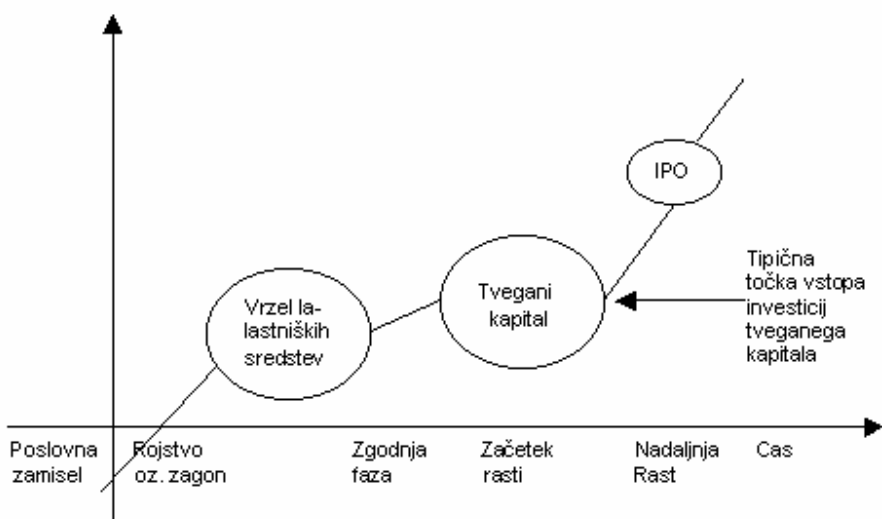 IPO
Vrzel la-
lastniških
sredstev
Tvegani
kapital
Tipična
točka vstopa
investicij
tveganega
kapitala
Poslovna
zamisel
Rojstvo
oz. zagon
Zgodnja
faza
Začetek
rasti
Nadaljnja
Rast
Cas